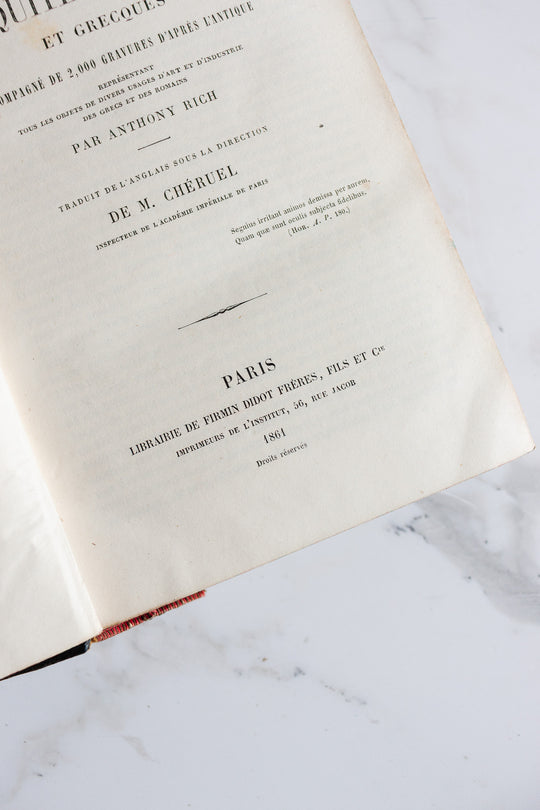 ET GRECQUES
DE 2,000 GRAVURES D'APRÈS L'ANTIQUE
REPRÉSENTANT
TOUS LES OBJETS DE DIVERS USAGES D'ART ET D'INDUSTRIE
DES GRECS ET DES ROMAINS
PAR ANTHONY RICH
TRADUIT DE L'ANGLAIS SOUS LA DIRECTION
DE M. CHÉRUEL
INSPECTEUR DE L'ACADÉMIE IMPÉRIALE DE PARIS
Segnius irritant animos demissa per aurem,
Quam quæ sunt oculis subjecta fidelibus.
(Hor. A. P. 180.)
PARIS
LIBRAIRIE DE FIRMIN DIDOT FRÈRES, FILS ET Cie
IMPRIMEURS DE L'INSTITUT, 56, RUE JACOB
1861
Droits réservés